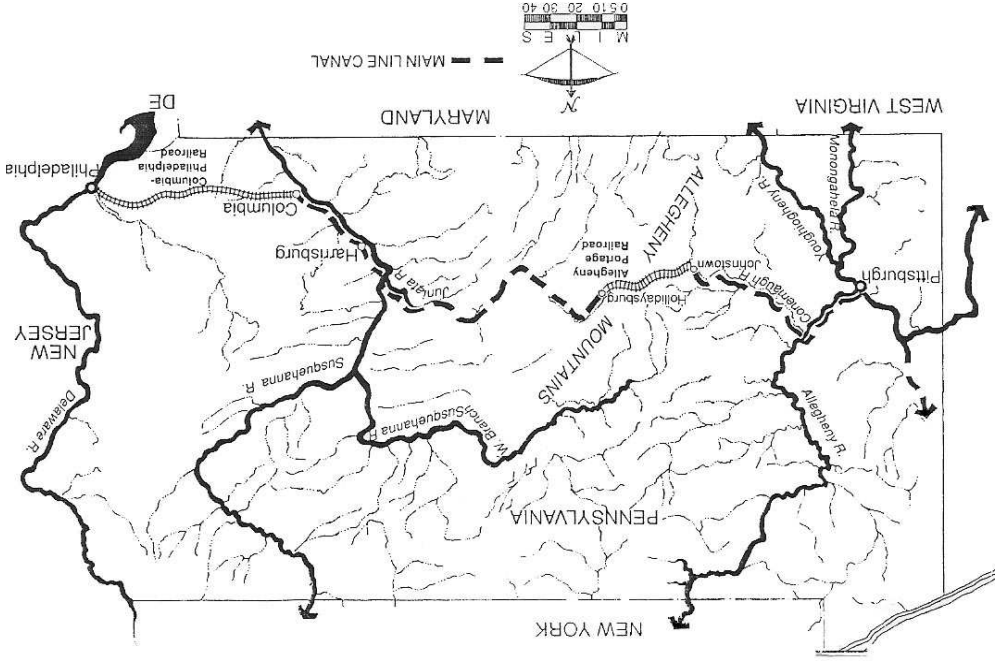 NEW YORK
PENNSYLVANIA
Allegheny R.
W. Branch Susquehanna R.
Susquehanna R.
Delaware R.
NEW
JERSEY
ALLEGHENY
MOUNTAINS
Pittsburgh
Conemaugh R.
Johnstown
Hollidaysburg
Allegheny
Portage
Railroad
Juniata R.
Harrisburg
Columbia
Columbia-
Philadelphia
Railroad
Philadelphia
Youghiogheny R.
Monongahela R.
WEST VIRGINIA
MARYLAND
DE
N
MAIN LINE CANAL
M I L E S
0 5 10 20 30 40